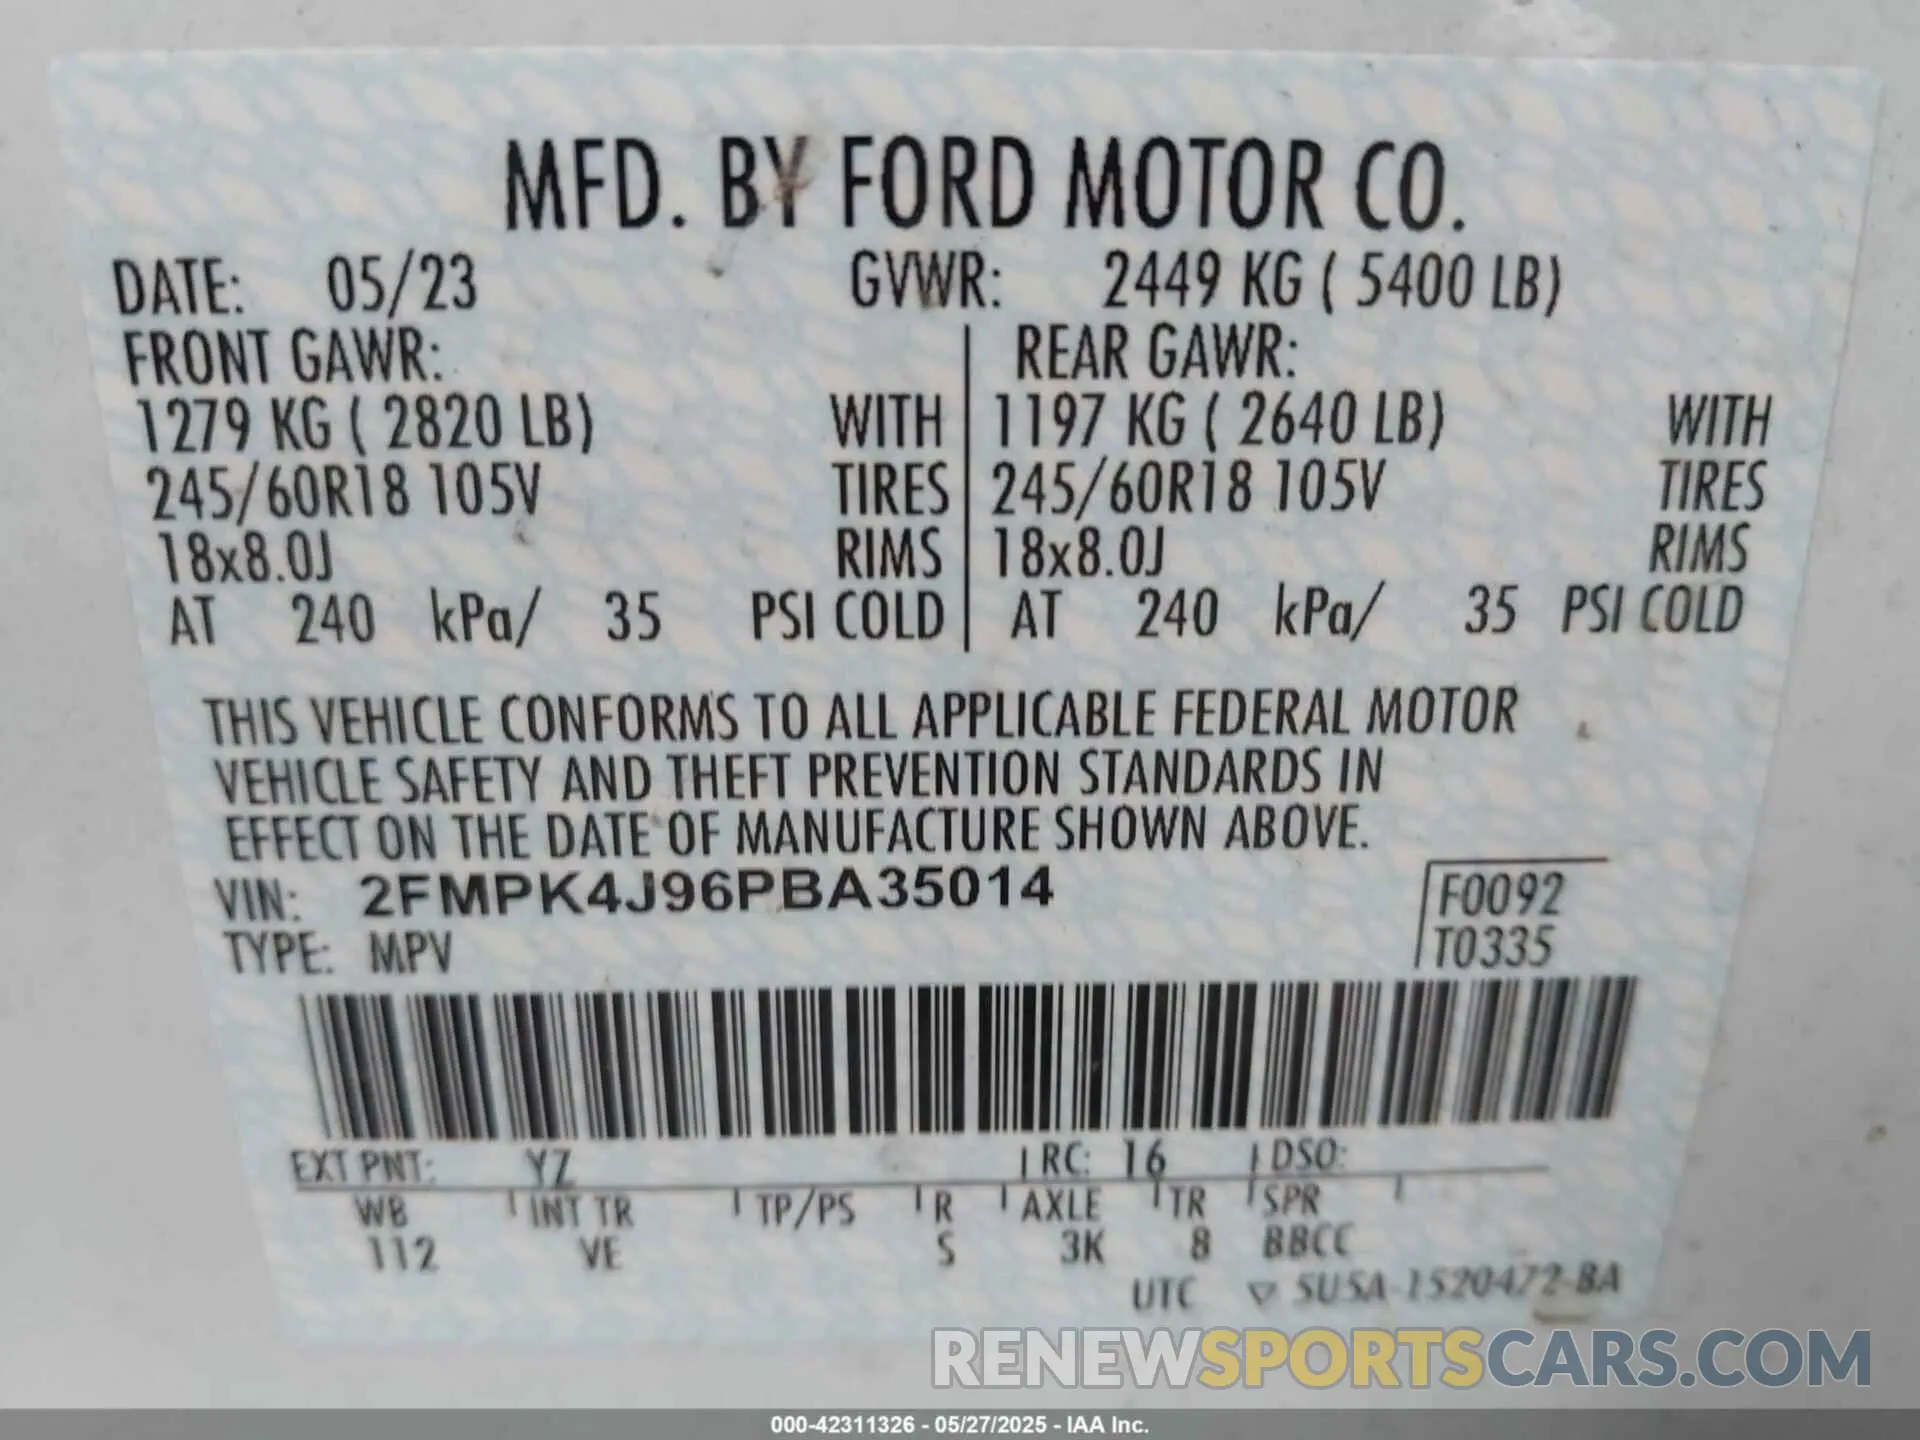 MFD. BY FORD MOTOR CO.
DATE: 05/23 GVWR: 2449 KG ( 5400 LB)
FRONT GAWR: REAR GAWR:
1279 KG ( 2820 LB) WITH 1197 KG ( 2640 LB) WITH
245/60R18 105V TIRES 245/60R18 105V TIRES
18x8.0J RIMS 18x8.0J RIMS
AT 240 kPa/ 35 PSI COLD AT 240 kPa/ 35 PSI COLD
THIS VEHICLE CONFORMS TO ALL APPLICABLE FEDERAL MOTOR
VEHICLE SAFETY AND THEFT PREVENTION STANDARDS IN
EFFECT ON THE DATE OF MANUFACTURE SHOWN ABOVE.
VIN: 2FMPK4J96PBA35014 F0092
TYPE: MPV T0335
EXT PNT: YZ RC: 16 DSO:
WB INT TR TP/PS R AXLE TR SPR
112 VE S 3K 8 BBCC
UTC ▽ 5U5A-1520472-BA
RENEWSPORTSCARS.COM
000-42311326 - 05/27/2025 - IAA Inc.